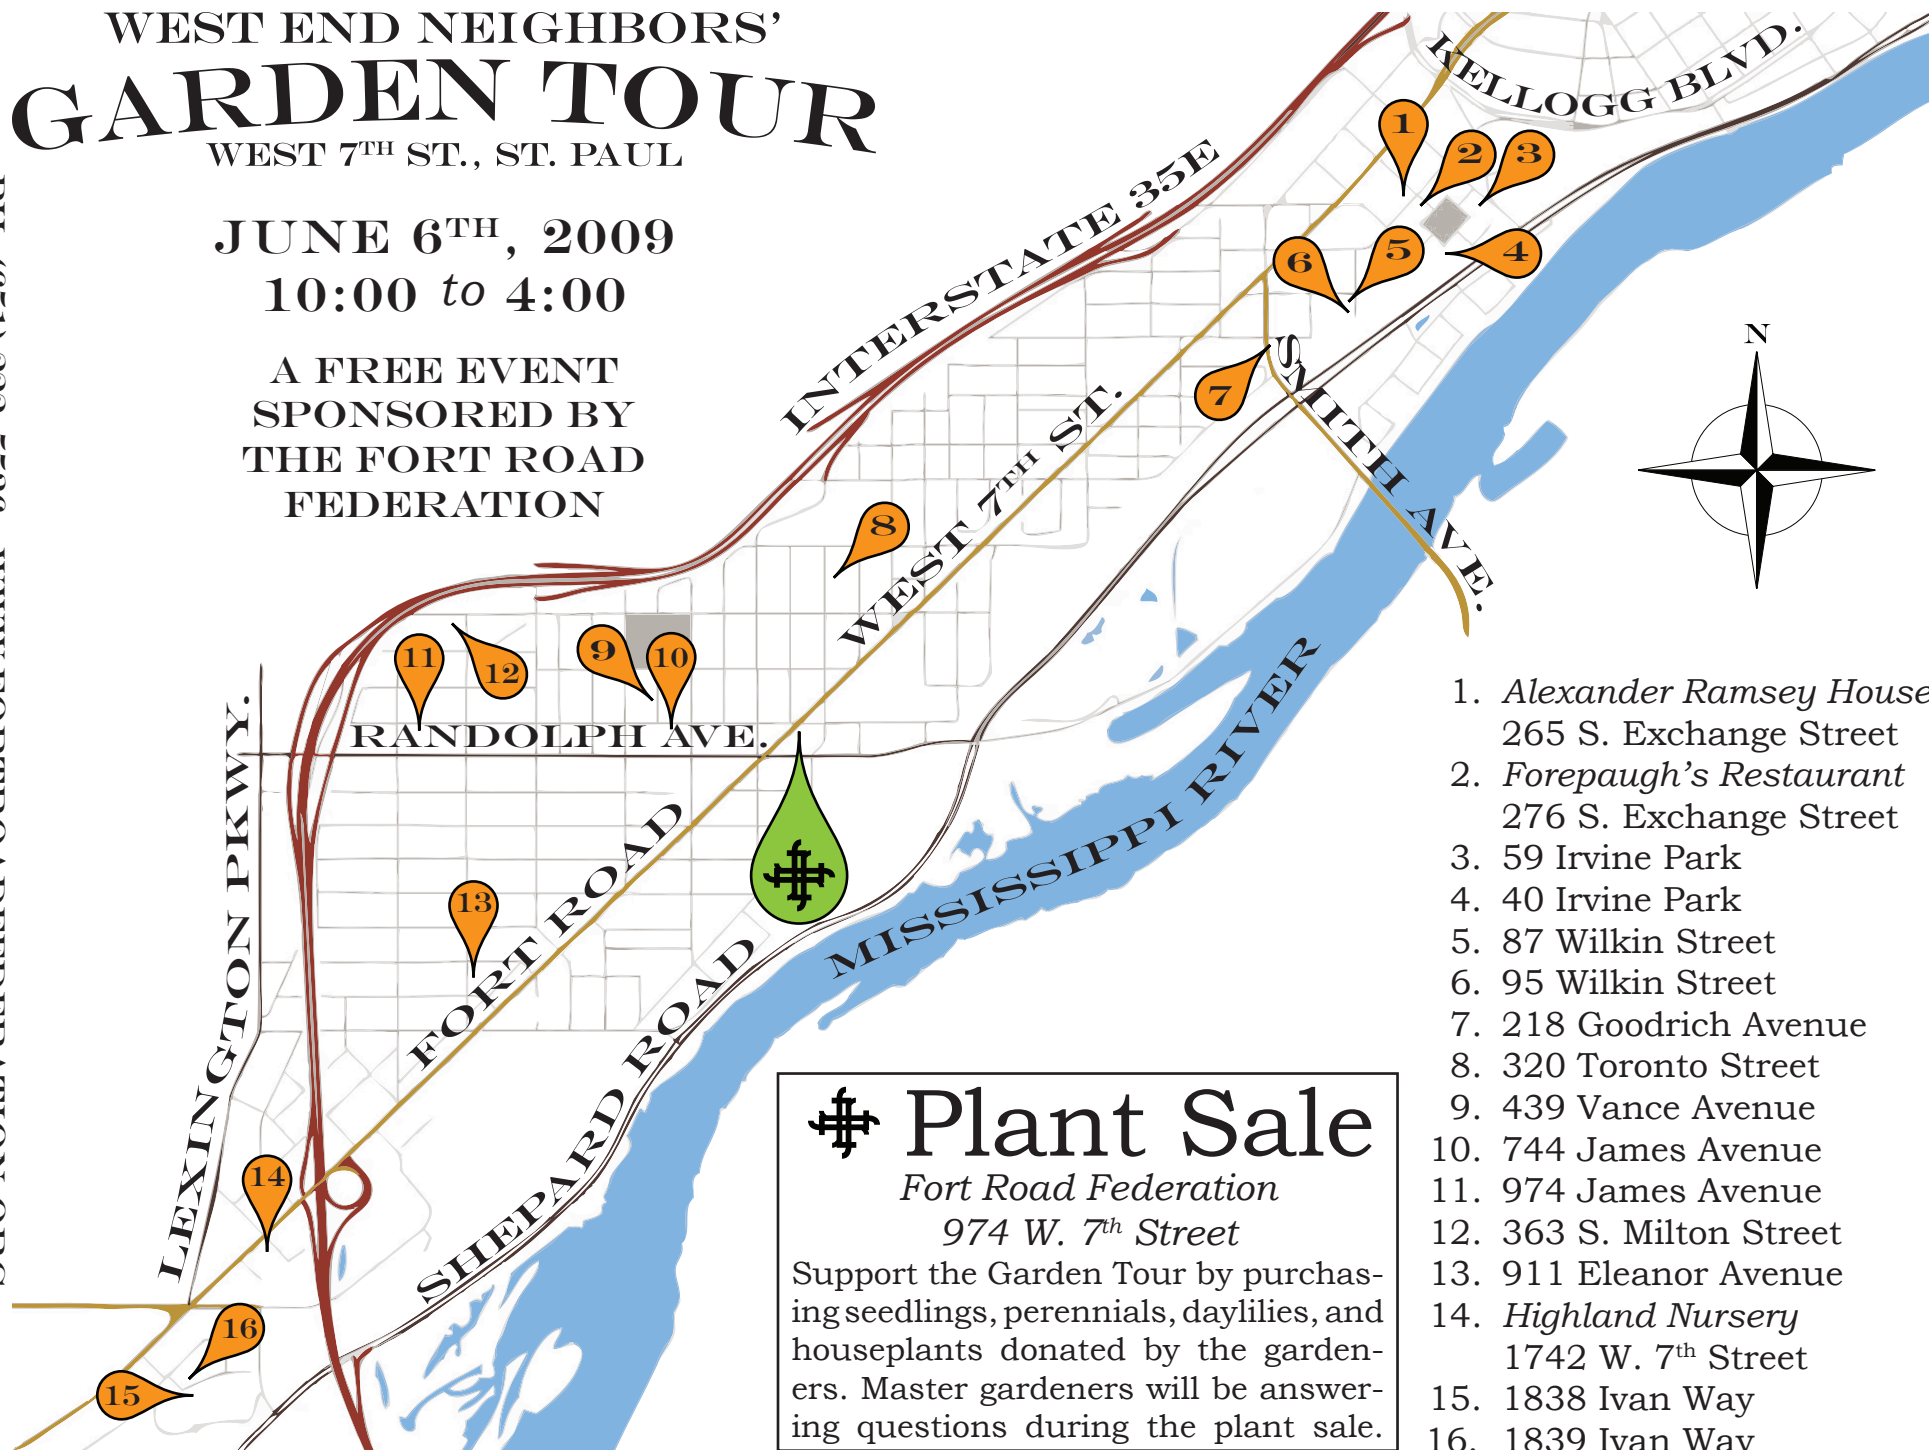 WEST END NEIGHBORS'
GARDEN TOUR
WEST 7TH ST., ST. PAUL
JUNE 6TH, 2009
10:00 to 4:00
A FREE EVENT
SPONSORED BY
THE FORT ROAD
FEDERATION
KELLOGG BLVD.
INTERSTATE 35E
1
2
3
4
5
6
7
SMITH AVE.
N
WEST 7TH ST.
8
9
10
11
12
RANDOLPH AVE.
LEXINGTON PKWY.
FORT ROAD
13
MISSISSIPPI RIVER
SHEPARD ROAD
14
15
16
Plant Sale
Fort Road Federation
974 W. 7th Street
Support the Garden Tour by purchas-
ing seedlings, perennials, daylilies, and
houseplants donated by the garden-
ers. Master gardeners will be answer-
ing questions during the plant sale.
1. Alexander Ramsey House
265 S. Exchange Street
2. Forepaugh's Restaurant
276 S. Exchange Street
3. 59 Irvine Park
4. 40 Irvine Park
5. 87 Wilkin Street
6. 95 Wilkin Street
7. 218 Goodrich Avenue
8. 320 Toronto Street
9. 439 Vance Avenue
10. 744 James Avenue
11. 974 James Avenue
12. 363 S. Milton Street
13. 911 Eleanor Avenue
14. Highland Nursery
1742 W. 7th Street
15. 1838 Ivan Way
16. 1839 Ivan Way